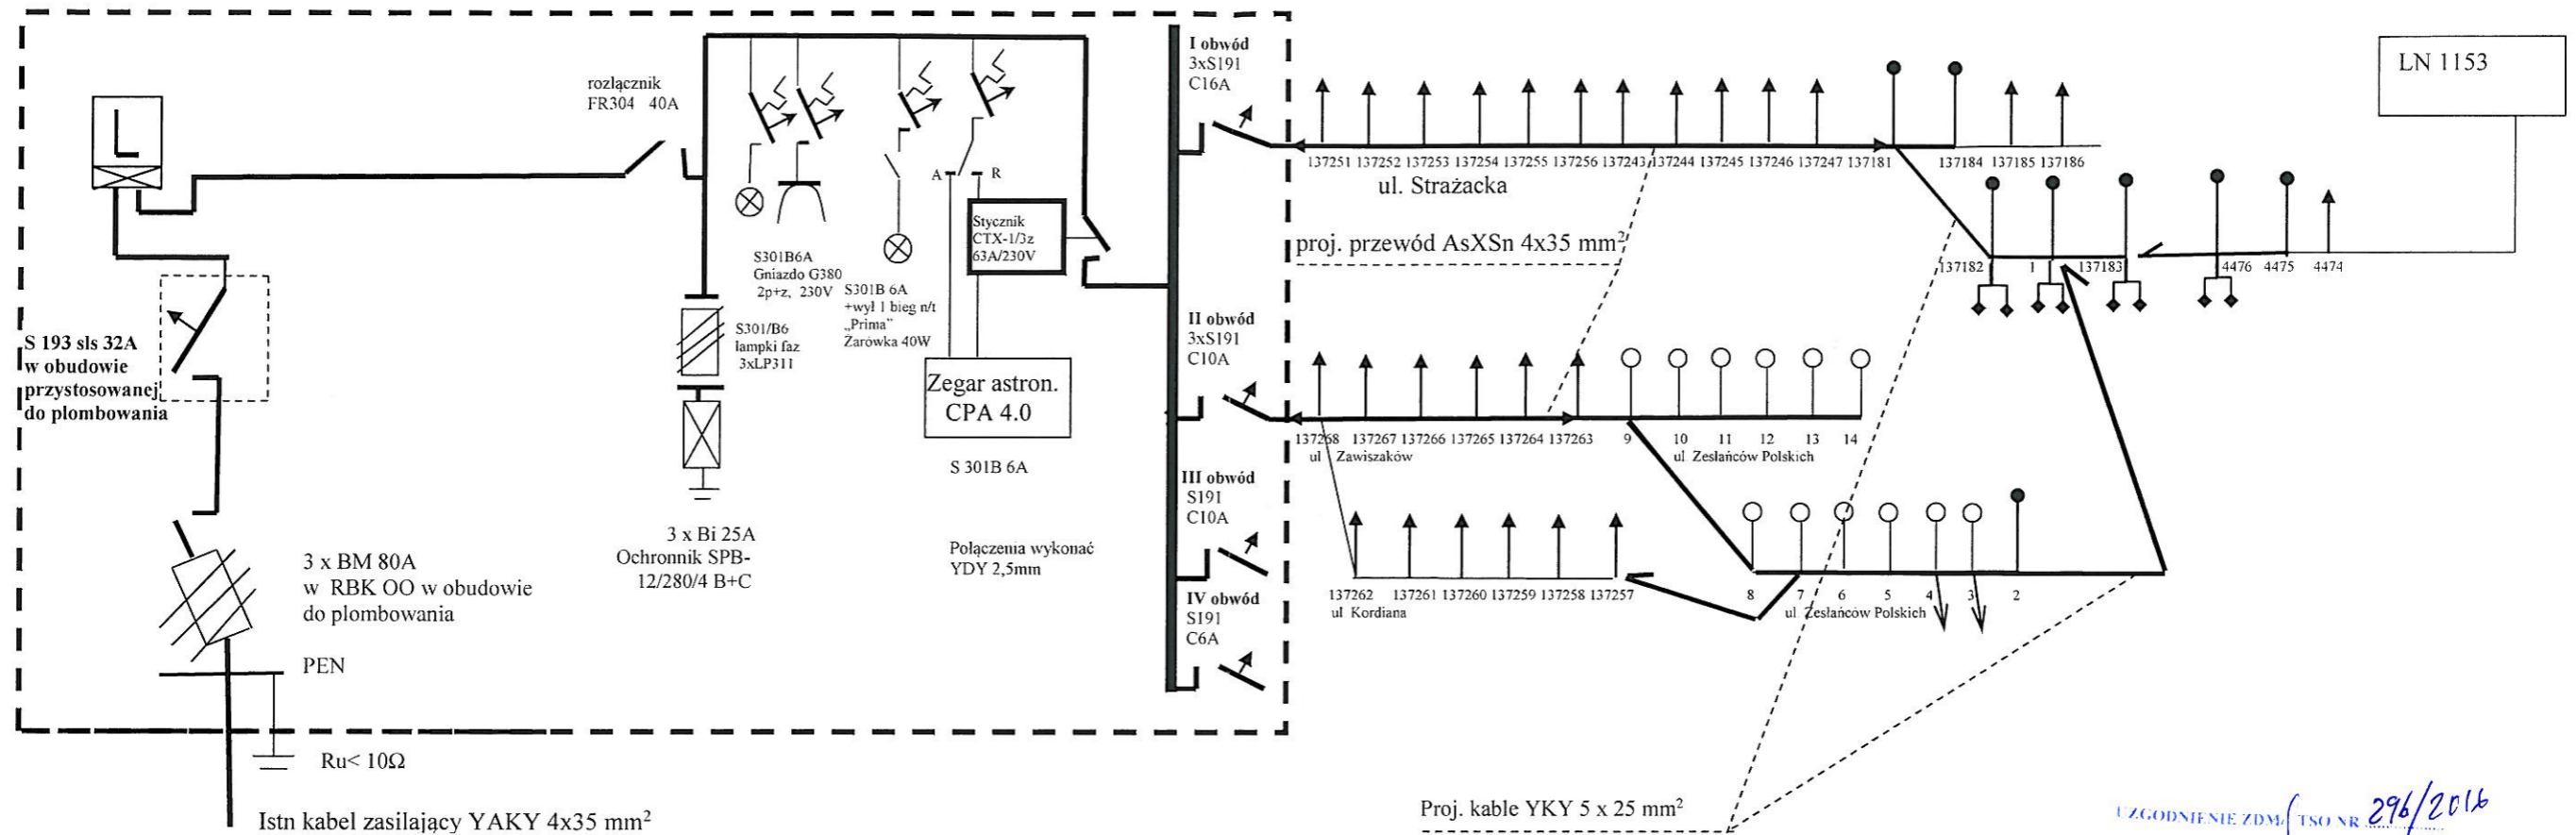 L
rozłącznik
FR304 40A
S 193 sls 32A
w obudowie
przystosowanej
do plombowania
3 x BM 80A
w RBK OO w obudowie
do plombowania
PEN
Ru< 10Ω
Istn kabel zasilający YAKY 4x35 mm²
S301/B6
lampki faz
3xLP311
3 x Bi 25A
Ochronnik SPB-
12/280/4 B+C
S301B6A
Gniazdo G380
2p+z, 230V
S301B 6A
+wył 1 bieg n/t
„Prima”
Żarówka 40W
A R
Stycznik
CTX-1/3z
63A/230V
Zegar astron.
CPA 4.0
S 301B 6A
Połączenia wykonać
YDY 2,5mm
I obwód
3xS191
C16A
II obwód
3xS191
C10A
III obwód
S191
C10A
IV obwód
S191
C6A
137251 137252 137253 137254 137255 137256 137243 137244 137245 137246 137247 137181 137184 137185 137186
ul. Strażacka
LN 1153
proj. przewód AsXSn 4x35 mm²
137182 1 137183 4476 4475 4474
137268 137267 137266 137265 137264 137263 9 10 11 12 13 14
ul Zawiszaków
ul. Zesłańców Polskich
137262 137261 137260 137259 137258 137257 8 7 6 5 4 3 2
ul Kordiana
ul. Zesłańców Polskich
Proj. kable YKY 5 x 25 mm²
UZGODNIENIE ZDM/TSO NR 296/2016